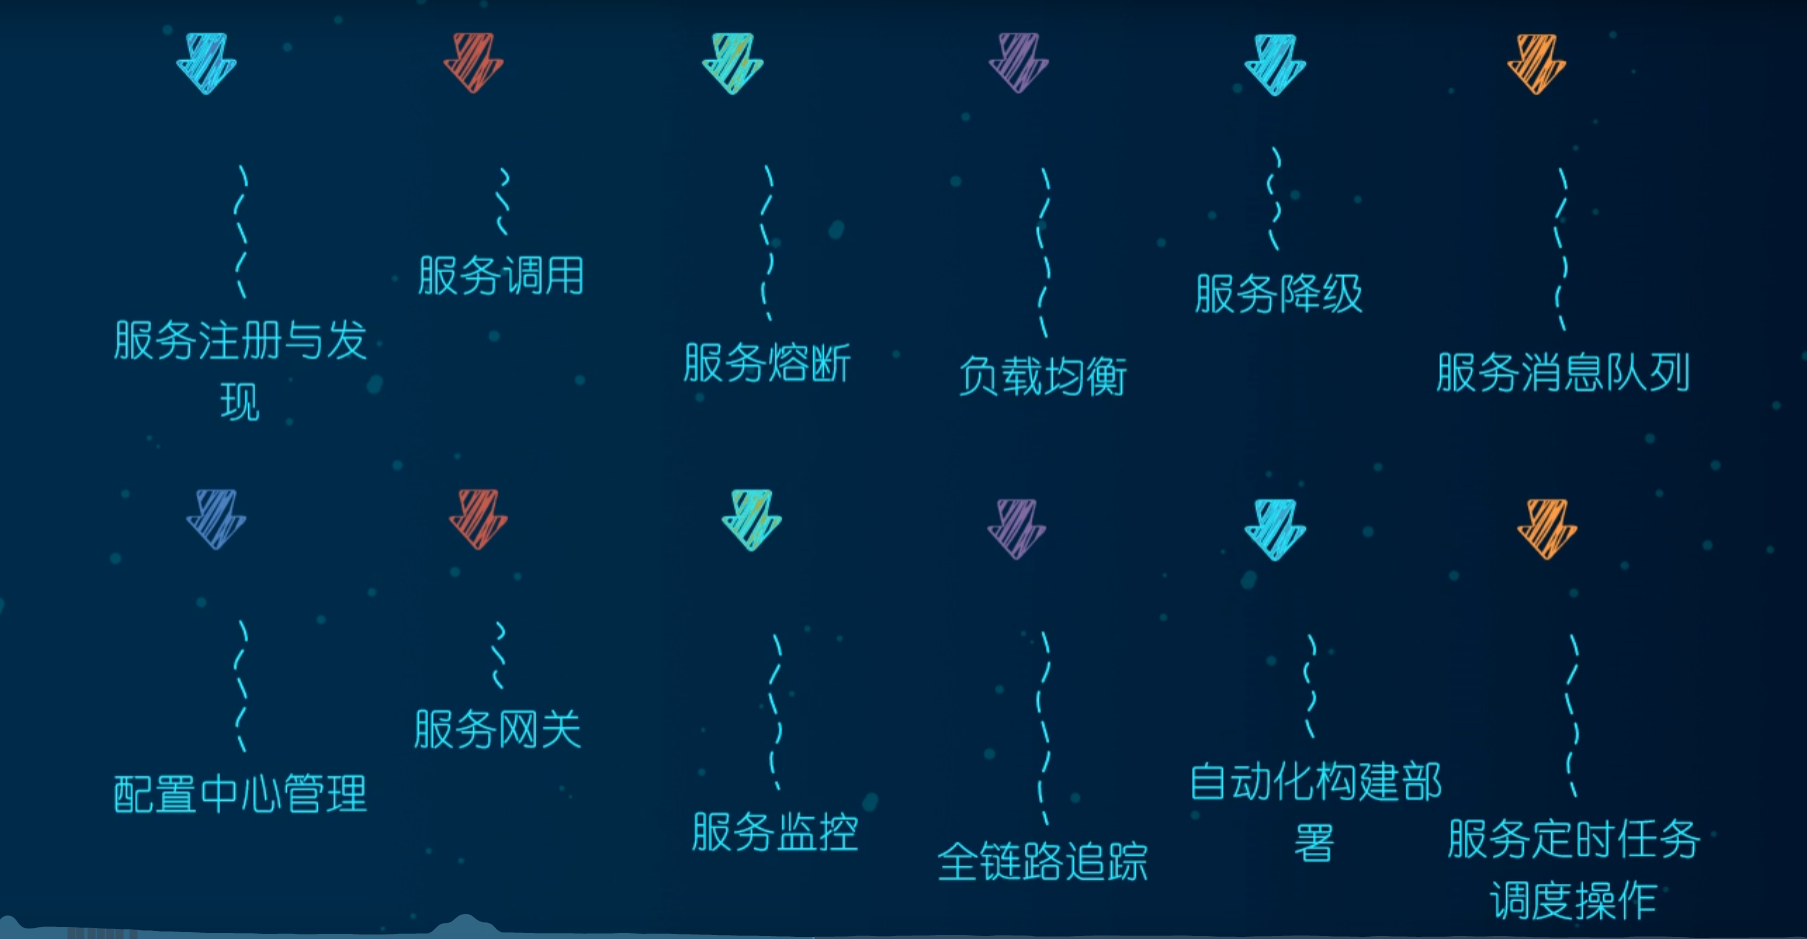 服务注册与发
现
服务调用
服务熔断
负载均衡
服务降级
服务消息队列
配置中心管理
服务网关
服务监控
全链路追踪
自动化构建部
署
服务定时任务
调度操作